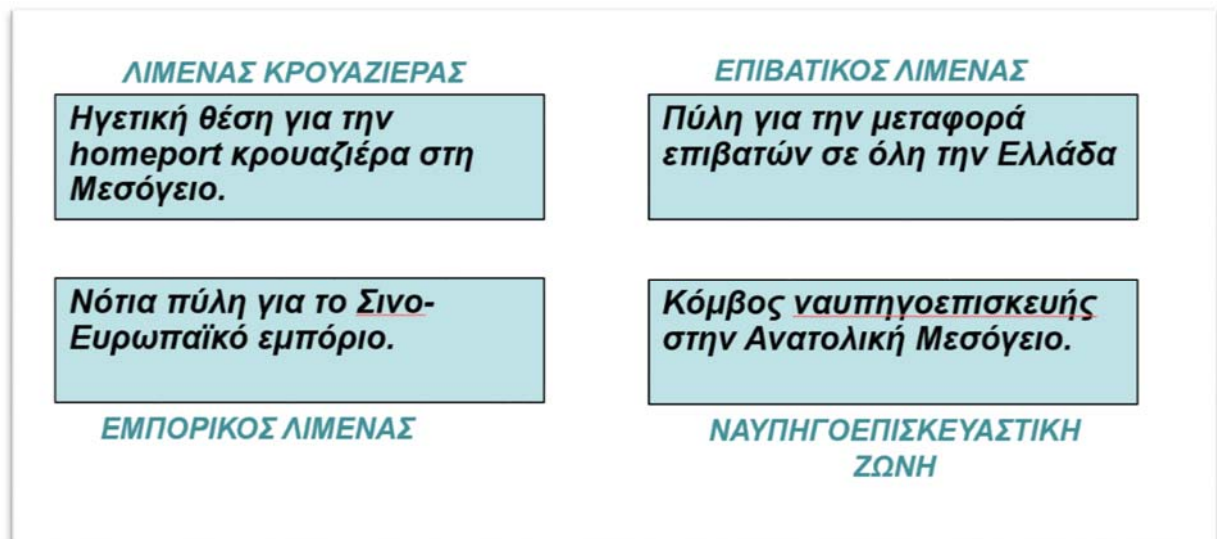 ΛΙΜΕΝΑΣ ΚΡΟΥΑΖΙΕΡΑΣ
Ηγετική θέση για την
homeport κρουαζιέρα στη
Μεσόγειο.
ΕΠΙΒΑΤΙΚΟΣ ΛΙΜΕΝΑΣ
Πύλη για την μεταφορά
επιβατών σε όλη την Ελλάδα
Νότια πύλη για το Σινο-
Ευρωπαϊκό εμπόριο.
ΕΜΠΟΡΙΚΟΣ ΛΙΜΕΝΑΣ
Κόμβος ναυπηγοεπισκευής
στην Ανατολική Μεσόγειο.
ΝΑΥΠΗΓΟΕΠΙΣΚΕΥΑΣΤΙΚΗ
ΖΩΝΗ